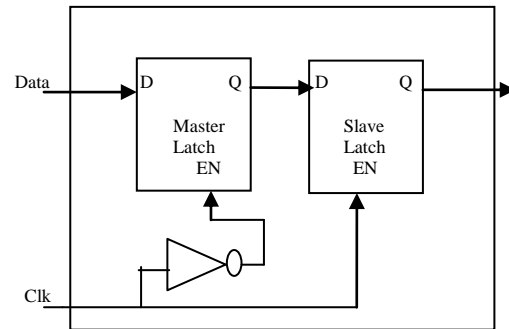 Data
D
Q
Master
Latch
EN
D
Q
Slave
Latch
EN
Clk